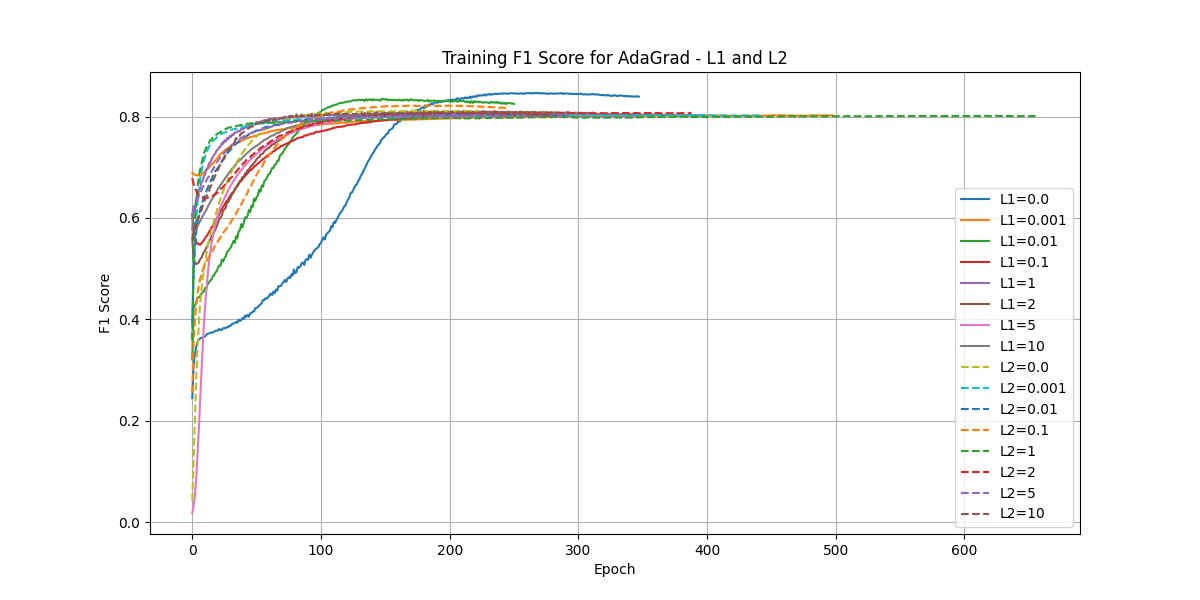 Training F1 Score for AdaGrad - L1 and L2
F1 Score
0.8
0.6
0.4
0.2
0.0
0
100
200
300
400
500
600
Epoch
L1=0.0
L1=0.001
L1=0.01
L1=0.1
L1=1
L1=2
L1=5
L1=10
L2=0.0
L2=0.001
L2=0.01
L2=0.1
L2=1
L2=2
L2=5
L2=10